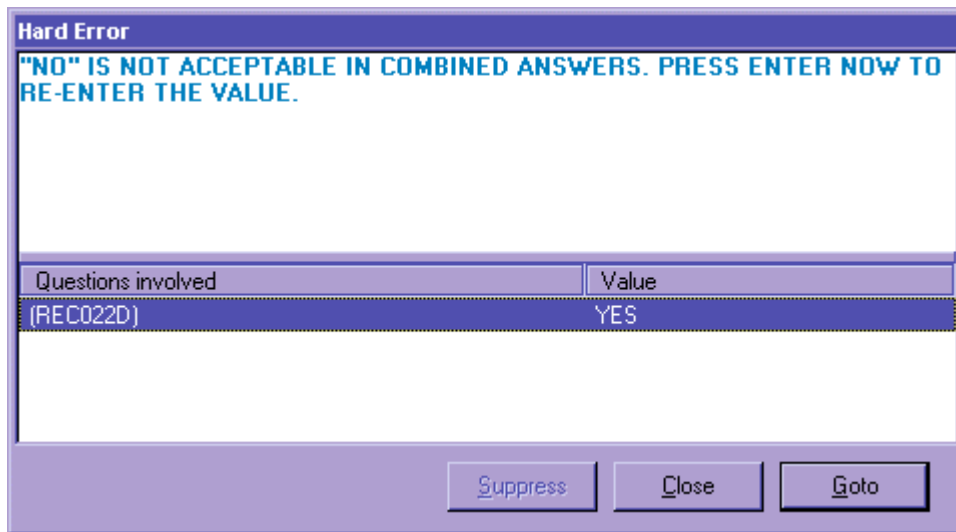 Hard Error
"NO" IS NOT ACCEPTABLE IN COMBINED ANSWERS. PRESS ENTER NOW TO
RE-ENTER THE VALUE.
Questions involved Value
(REC022D) YES
Suppress Close Goto